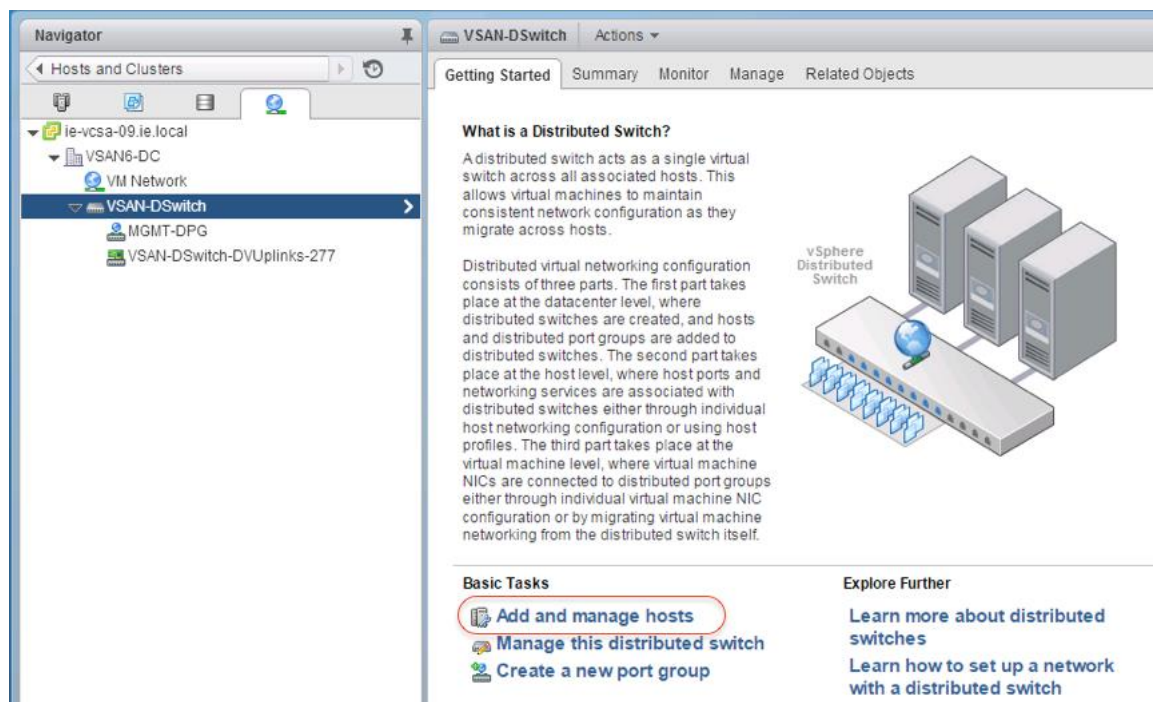 Navigator
Hosts and Clusters
ie-vcsa-09.ie.local
VSAN6-DC
VM Network
VSAN-DSwitch
MGMT-DPG
VSAN-DSwitch-DVUplinks-277
VSAN-DSwitch Actions
Getting Started Summary Monitor Manage Related Objects
What is a Distributed Switch?
A distributed switch acts as a single virtual
switch across all associated hosts. This
allows virtual machines to maintain
consistent network configuration as they
migrate across hosts.
Distributed virtual networking configuration
consists of three parts. The first part takes
place at the datacenter level, where
distributed switches are created, and hosts
and distributed port groups are added to
distributed switches. The second part takes
place at the host level, where host ports and
networking services are associated with
distributed switches either through individual
host networking configuration or using host
profiles. The third part takes place at the
virtual machine level, where virtual machine
NICs are connected to distributed port groups
either through individual virtual machine NIC
configuration or by migrating virtual machine
networking from the distributed switch itself.
vSphere
Distributed
Switch
Basic Tasks
Add and manage hosts
Manage this distributed switch
Create a new port group
Explore Further
Learn more about distributed
switches
Learn how to set up a network
with a distributed switch